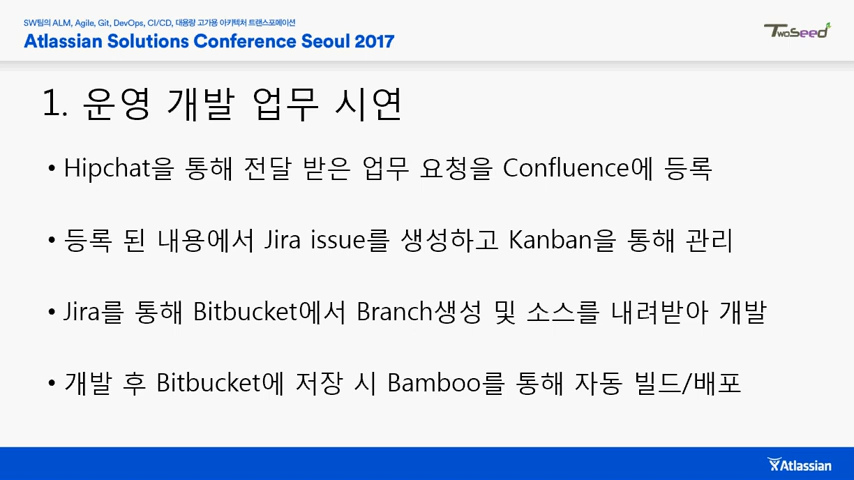 SW팀의 ALM, Agile, Git, DevOps, CI/CD, 대용량 고가용 아키텍처 트랜스포메이션
Atlassian Solutions Conference Seoul 2017
TwoSeed
1. 운영 개발 업무 시연
• Hipchat을 통해 전달 받은 업무 요청을 Confluence에 등록
• 등록 된 내용에서 Jira issue를 생성하고 Kanban을 통해 관리
• Jira를 통해 Bitbucket에서 Branch생성 및 소스를 내려받아 개발
• 개발 후 Bitbucket에 저장 시 Bamboo를 통해 자동 빌드/배포
Atlassian